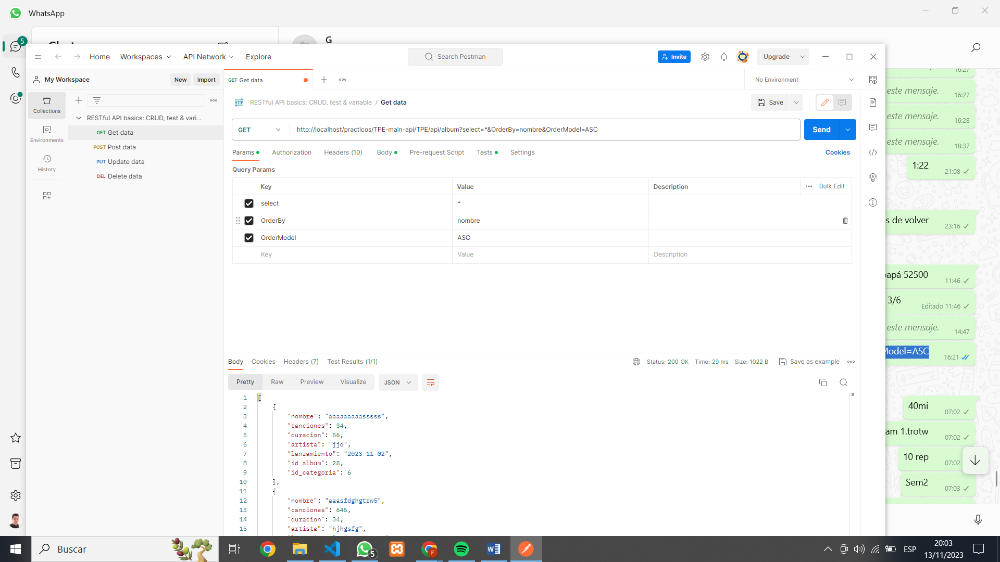 WhatsApp
5
G
Home Workspaces API Network Explore
Search Postman
Invite
Upgrade
My Workspace New Import
GET Get data
No Environment
Collections
Environments
History
RESTful API basics: CRUD, test & vari...
GET Get data
POST Post data
PUT Update data
DEL Delete data
HTTP RESTful API basics: CRUD, test & variable / Get data
Save
GET http://localhost/practicos/TPE-main-api/TPE/api/album?select=*&OrderBy=nombre&OrderModel=ASC
Send
Params Authorization Headers (10) Body Pre-request Script Tests Settings Cookies
Query Params
Key Value Description Bulk Edit
select *
OrderBy nombre
OrderModel ASC
Key Value Description
Body Cookies Headers (7) Test Results (1/1)
Status: 200 OK Time: 29 ms Size: 1022 B Save as example
Pretty Raw Preview Visualize JSON
1 [
2 {
3 "nombre": "aaaaaaaaasssss",
4 "canciones": 34,
5 "duracion": 56,
6 "artista": "jjd",
7 "lanzamiento": "2023-11-02",
8 "id_album": 25,
9 "id_categoria": 6
10 },
11 {
12 "nombre": "aaasfdghgtrw5",
13 "canciones": 645,
14 "duracion": 34,
15 "artista": "hjhgsfg",
16:27
este mensaje. 16:27
este mensaje. 16:28
este mensaje. 18:37
1:22 21:08
s de volver 23:16
papá 52500 11:46
3/6 Editado 11:46
este mensaje. 14:47
Model=ASC 16:21
40mi 07:02
am 1.trotw 07:02
10 rep 07:02
Sem2 07:03
Buscar
5
F
ESP
20:03
13/11/2023